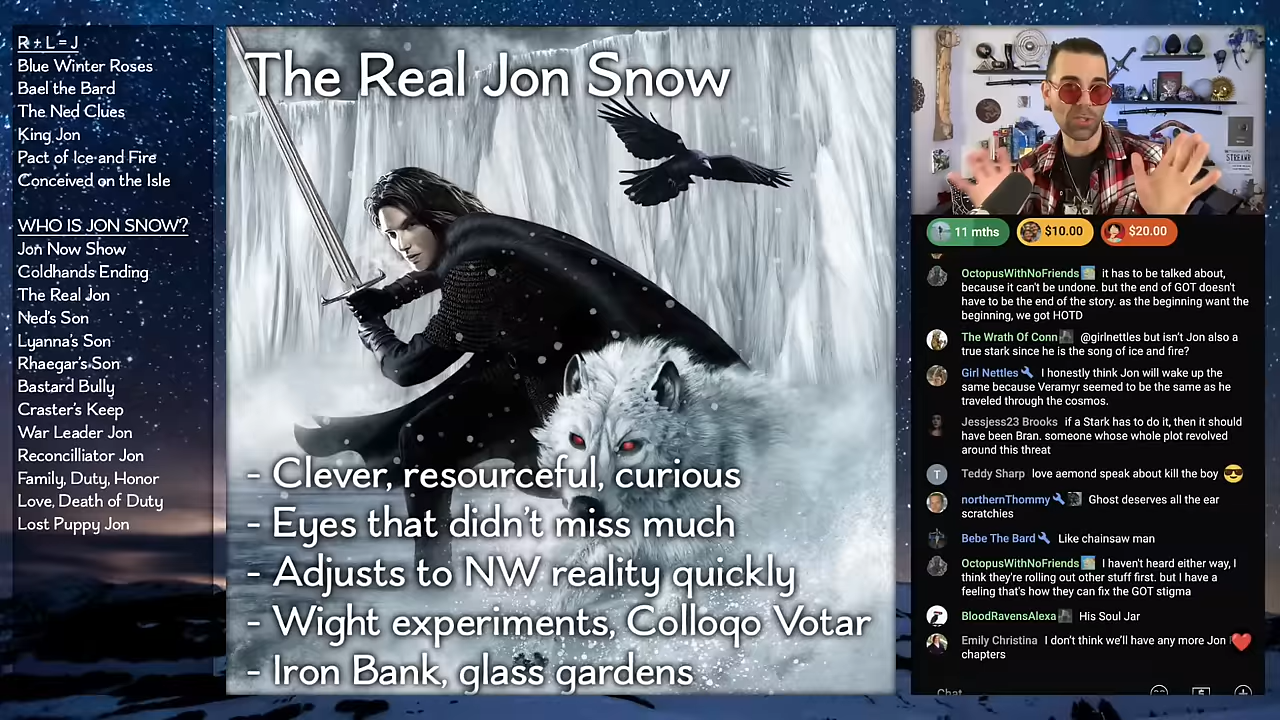 R + L = J
Blue Winter Roses
Bael the Bard
The Ned Clues
King Jon
Pact of Ice and Fire
Conceived on the Isle
WHO IS JON SNOW?
Jon Now Show
Coldhands Ending
The Real Jon
Ned's Son
Lyanna's Son
Rhaegar's Son
Bastard Bully
Craster's Keep
War Leader Jon
Reconcilliator Jon
Family, Duty, Honor
Love, Death of Duty
Lost Puppy Jon
The Real Jon Snow
- Clever, resourceful, curious
- Eyes that didn't miss much
- Adjusts to NW reality quickly
- Wight experiments, Colloqo Votar
- Iron Bank, glass gardens
11 mths $10.00 $20.00
OctopusWithNoFriends it has to be talked about,
because it can't be undone. but the end of GOT doesn't
have to be the end of the story. as the beginning want the
beginning, we got HOTD
The Wrath Of Conn @girlnettles but isn't Jon also a
true stark since he is the song of ice and fire?
Girl Nettles I honestly think Jon will wake up the
same because Veramyr seemed to be the same as he
traveled through the cosmos.
Jessjess23 Brooks if a Stark has to do it, then it should
have been Bran. someone whose whole plot revolved
around this threat
T Teddy Sharp love aemond speak about kill the boy
northernThommy Ghost deserves all the ear
scratchies
Bebe The Bard Like chainsaw man
OctopusWithNoFriends I haven't heard either way, I
think they're rolling out other stuff first. but I have a
feeling that's how they can fix the GOT stigma
BloodRavensAlexa His Soul Jar
Emily Christina I don't think we'll have any more Jon
chapters
Chat